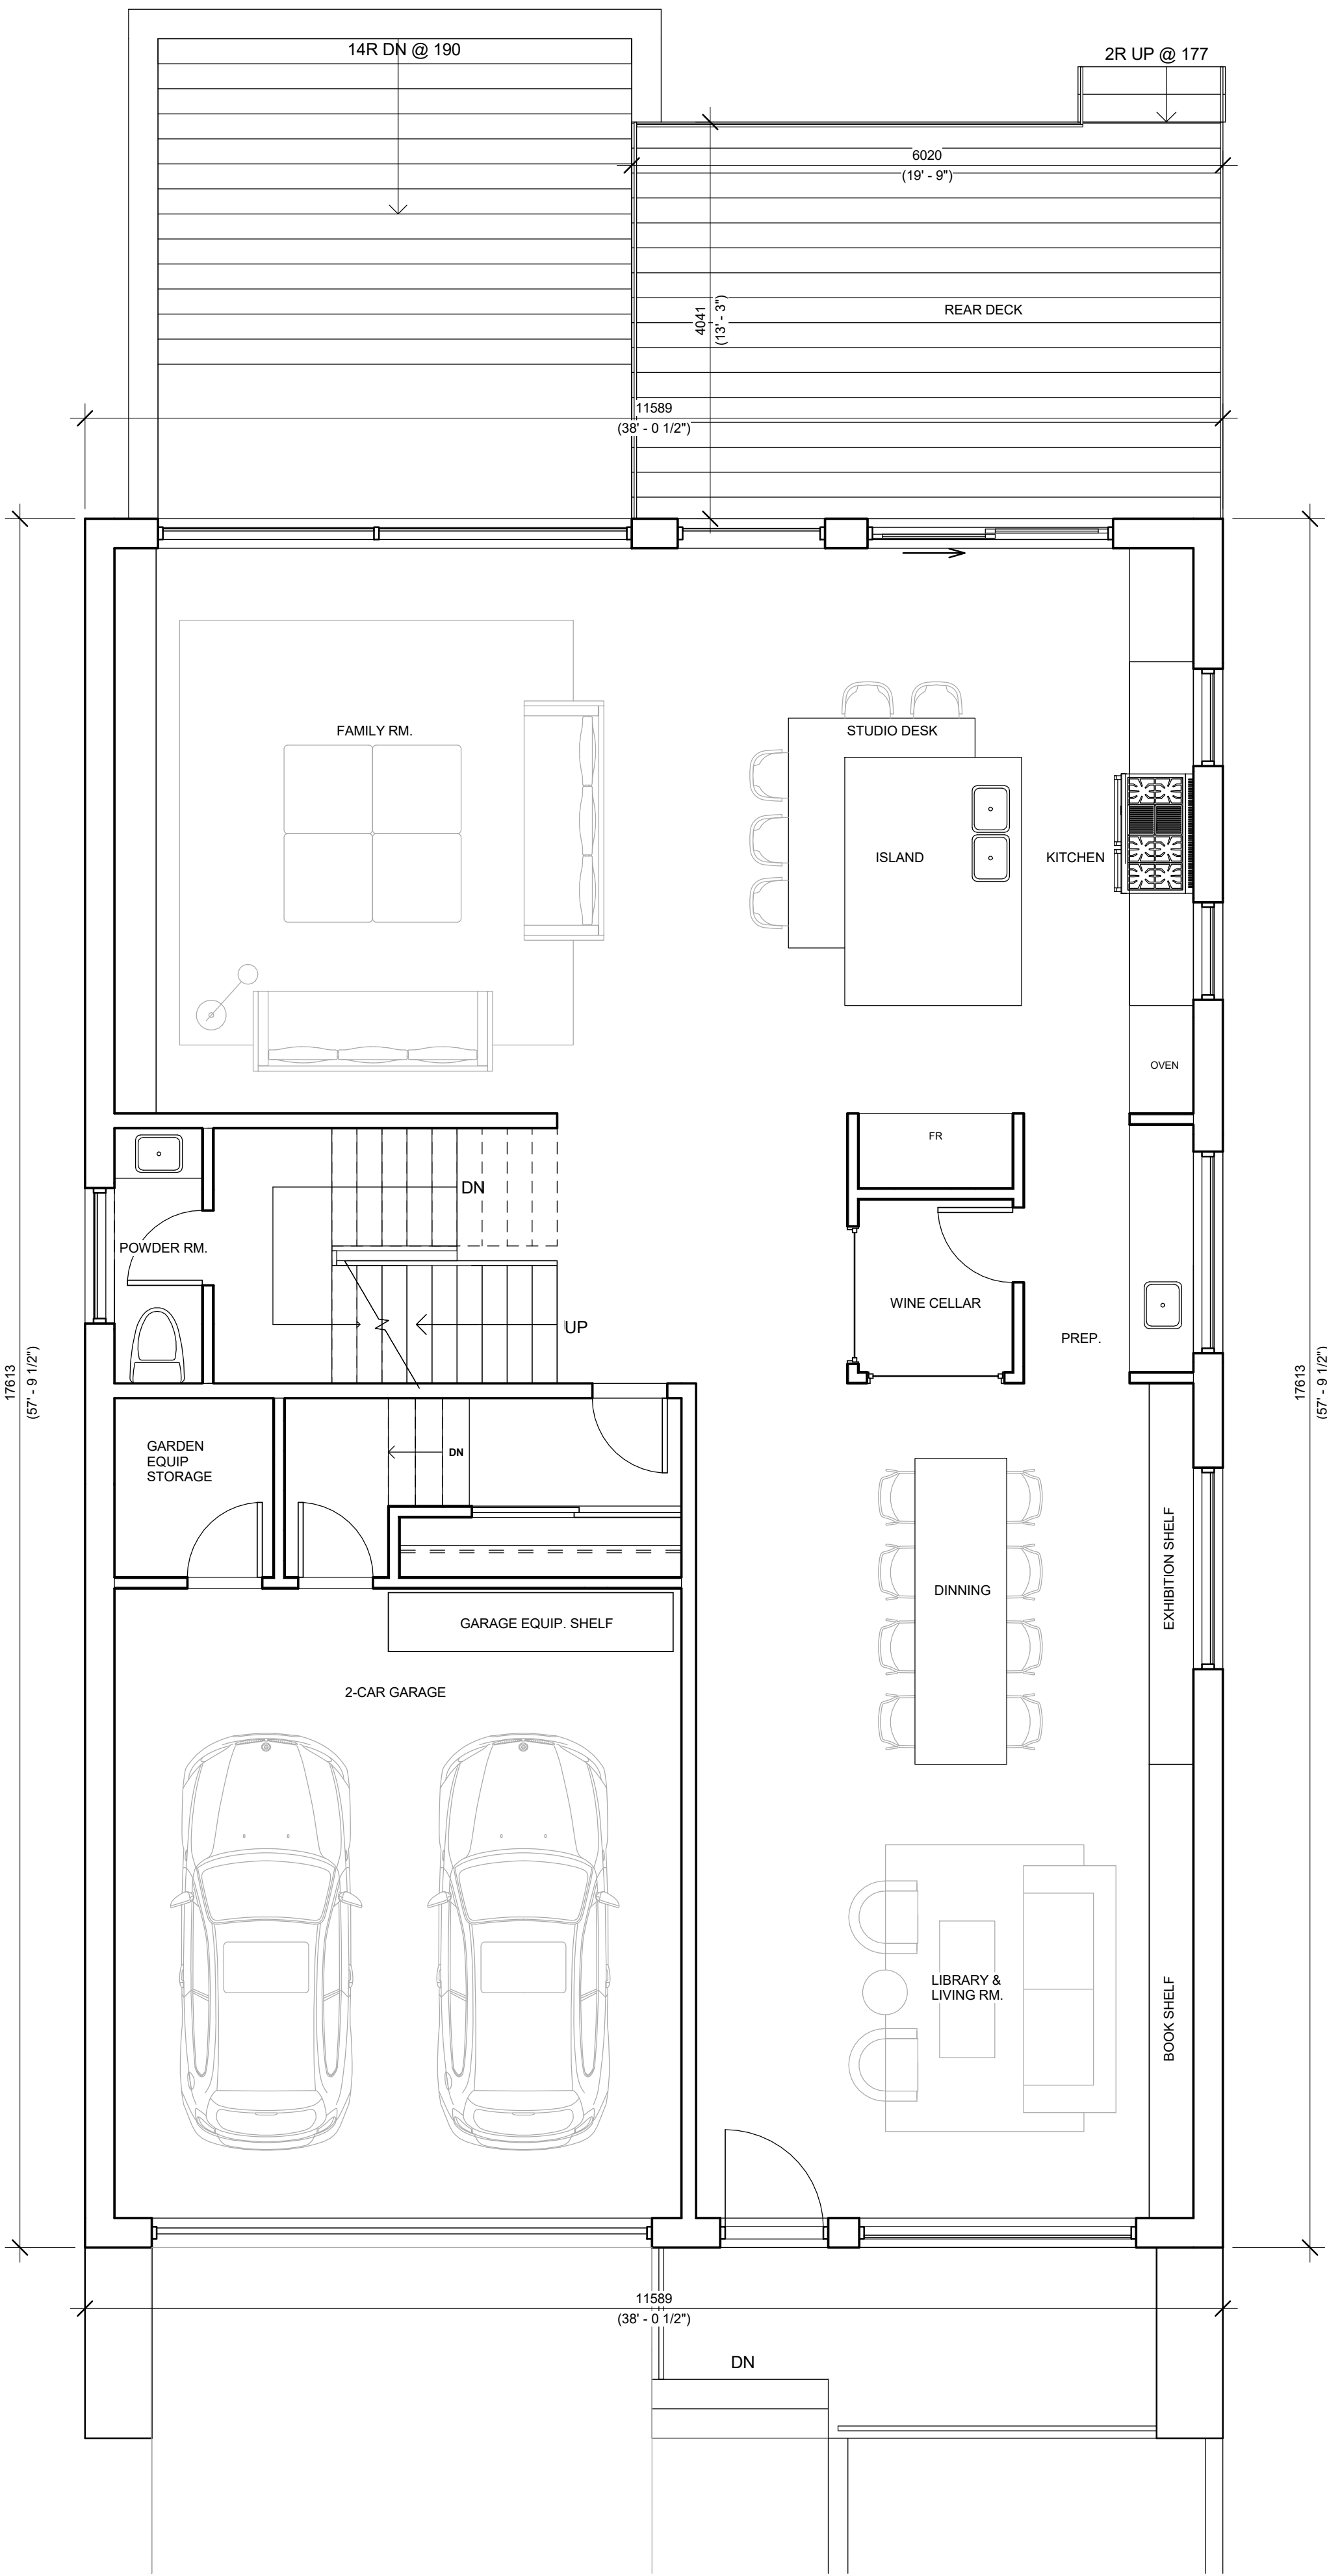 14R DN @ 190
2R UP @ 177
6020
(19' - 9")
4041
(13' - 3")
REAR DECK
11589
(38' - 0 1/2")
FAMILY RM.
STUDIO DESK
ISLAND
KITCHEN
OVEN
FR
DN
POWDER RM.
WINE CELLAR
UP
PREP.
17613
(57' - 9 1/2")
17613
(57' - 9 1/2")
GARDEN
EQUIP
STORAGE
DN
EXHIBITION SHELF
DINNING
GARAGE EQUIP. SHELF
2-CAR GARAGE
LIBRARY &
LIVING RM.
BOOK SHELF
11589
(38' - 0 1/2")
DN